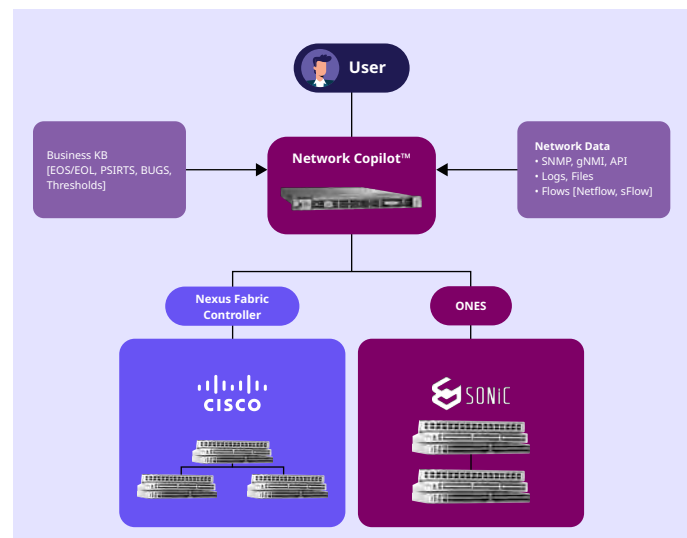 User
Business KB
[EOS/EOL, PSIRTS, BUGS,
Thresholds]
Network Copilot™
Network Data
• SNMP, gNMI, API
• Logs, Files
• Flows [Netflow, sFlow]
Nexus Fabric
Controller
ONES
CISCO
SONiC